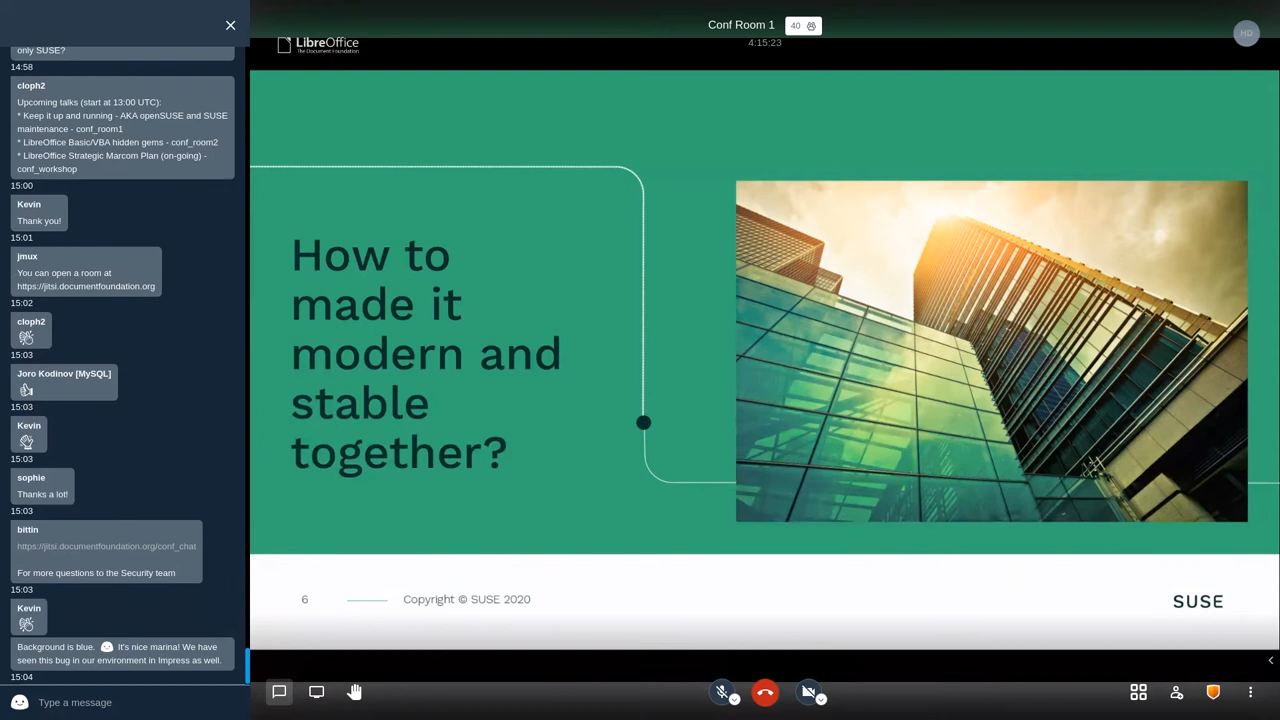 only SUSE?
14:58
cloph2
Upcoming talks (start at 13:00 UTC):
* Keep it up and running - AKA openSUSE and SUSE
maintenance - conf_room1
* LibreOffice Basic/VBA hidden gems - conf_room2
* LibreOffice Strategic Marcom Plan (on-going) -
conf_workshop
15:00
Kevin
Thank you!
15:01
jmux
You can open a room at
https://jitsi.documentfoundation.org
15:02
cloph2
15:03
Joro Kodinov [MySQL]
15:03
Kevin
15:03
sophie
Thanks a lot!
15:03
bittin
https://jitsi.documentfoundation.org/conf_chat
For more questions to the Security team
15:03
Kevin
Background is blue. It's nice marina! We have
seen this bug in our environment in Impress as well.
15:04
Type a message
Conf Room 1 40
4:15:23
HD
LibreOffice
The Document Foundation
How to
made it
modern and
stable
together?
6 Copyright © SUSE 2020
SUSE